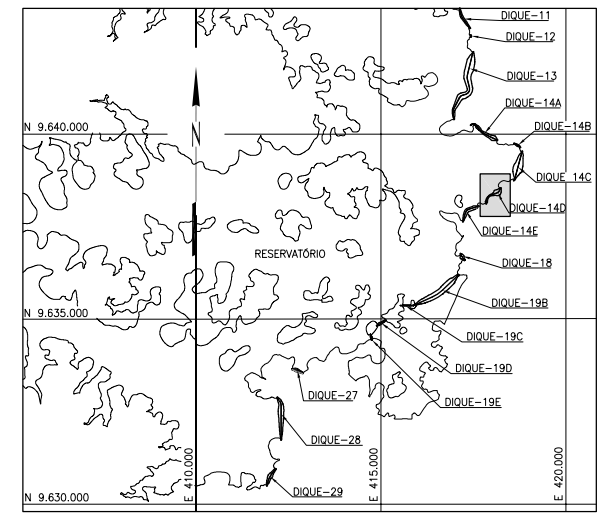 DIQUE-11
DIQUE-12
DIQUE-13
DIQUE-14A
N 9.640.000
DIQUE-14B
N
DIQUE 14C
DIQUE-14D
DIQUE-14E
RESERVATÓRIO
DIQUE-18
DIQUE-19B
N 9.635.000
DIQUE-19C
DIQUE-19D
DIQUE-27
DIQUE-19E
DIQUE-28
E 410.000
E 415.000
E 420.000
DIQUE-29
N 9.630.000